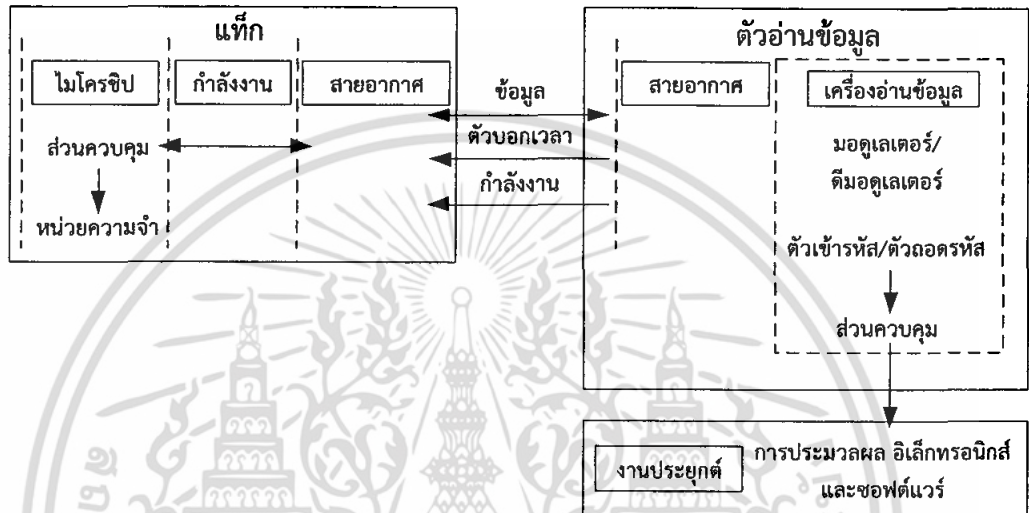 แท็ก
ไมโครชิป
กำลังงาน
สายอากาศ
ส่วนควบคุม
หน่วยความจำ
ข้อมูล
ตัวบอกเวลา
กำลังงาน
ตัวอ่านข้อมูล
สายอากาศ
เครื่องอ่านข้อมูล
มอดูเลเตอร์/
ดีมอดูเลเตอร์
ตัวเข้ารหัส/ตัวถอดรหัส
ส่วนควบคุม
งานประยุกต์
การประมวลผล อิเล็กทรอนิกส์
และซอฟต์แวร์